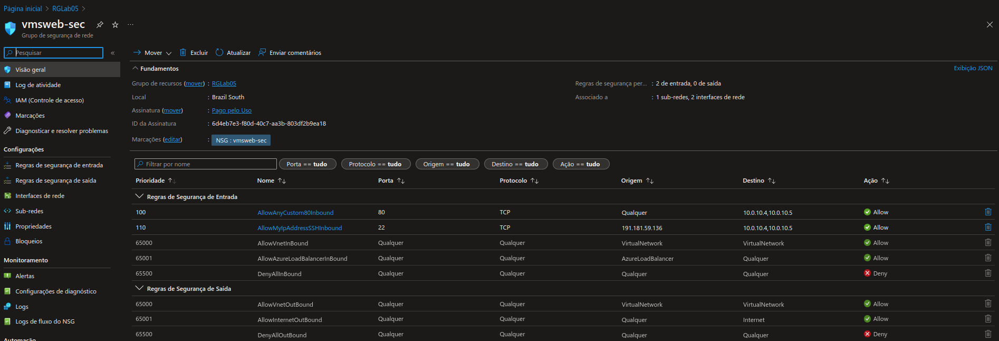 Página inicial > RGLab05 >
vmsweb-sec ...
Grupo de segurança de rede
Pesquisar «
Visão geral
Log de atividade
IAM (Controle de acesso)
Marcações
Diagnosticar e resolver problemas
Configurações
Regras de segurança de entrada
Regras de segurança de saída
Interfaces de rede
Sub-redes
Propriedades
Bloqueios
Monitoramento
Alertas
Configurações de diagnóstico
Logs
Logs de fluxo do NSG
Automação
Mover Excluir Atualizar Enviar comentários
Fundamentos Exibição JSON
Grupo de recursos (mover) : RGLab05
Local : Brazil South
Assinatura (mover) : Pago pelo Uso
ID da Assinatura : 6d4eb7e3-f80d-40c7-aa3b-803df2b9ea18
Marcações (editar) : NSG : vmsweb-sec
Regras de segurança per... : 2 de entrada, 0 de saída
Associado a : 1 sub-redes, 2 interfaces de rede
Filtrar por nome Porta == tudo Protocolo == tudo Origem == tudo Destino == tudo Ação == tudo
Prioridade ↑↓ Nome ↑↓ Porta ↑↓ Protocolo ↑↓ Origem ↑↓ Destino ↑↓ Ação ↑↓
Regras de Segurança de Entrada
100 AllowAnyCustom80Inbound 80 TCP Qualquer 10.0.10.4,10.0.10.5 Allow
110 AllowMyIpAddressSSHInbound 22 TCP 191.181.59.136 10.0.10.4,10.0.10.5 Allow
65000 AllowVnetInBound Qualquer Qualquer VirtualNetwork VirtualNetwork Allow
65001 AllowAzureLoadBalancerInBound Qualquer Qualquer AzureLoadBalancer Qualquer Allow
65500 DenyAllInBound Qualquer Qualquer Qualquer Qualquer Deny
Regras de Segurança de Saída
65000 AllowVnetOutBound Qualquer Qualquer VirtualNetwork VirtualNetwork Allow
65001 AllowInternetOutBound Qualquer Qualquer Qualquer Internet Allow
65500 DenyAllOutBound Qualquer Qualquer Qualquer Qualquer Deny